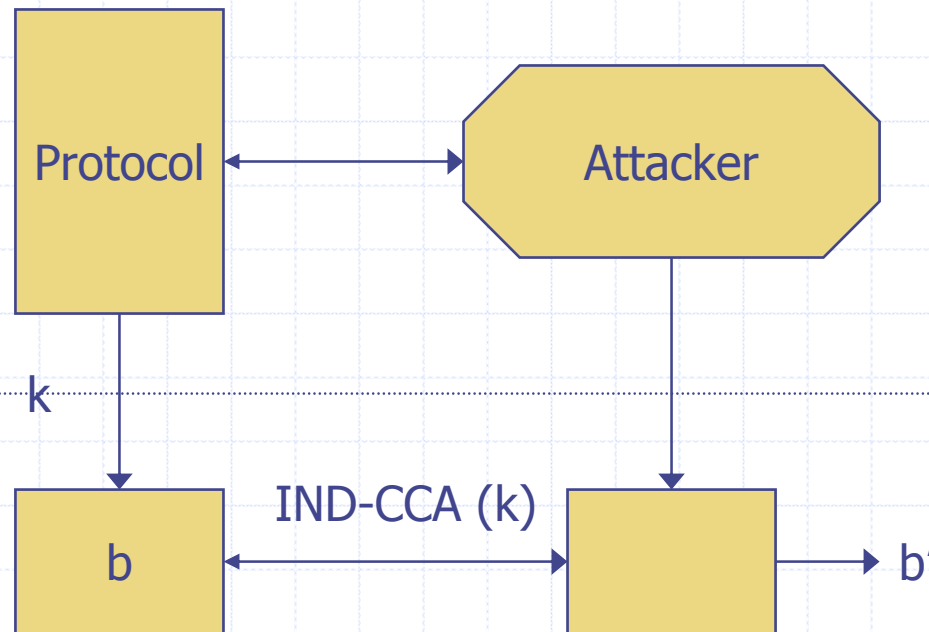 Protocol
Attacker
k
IND-CCA (k)
b
b'